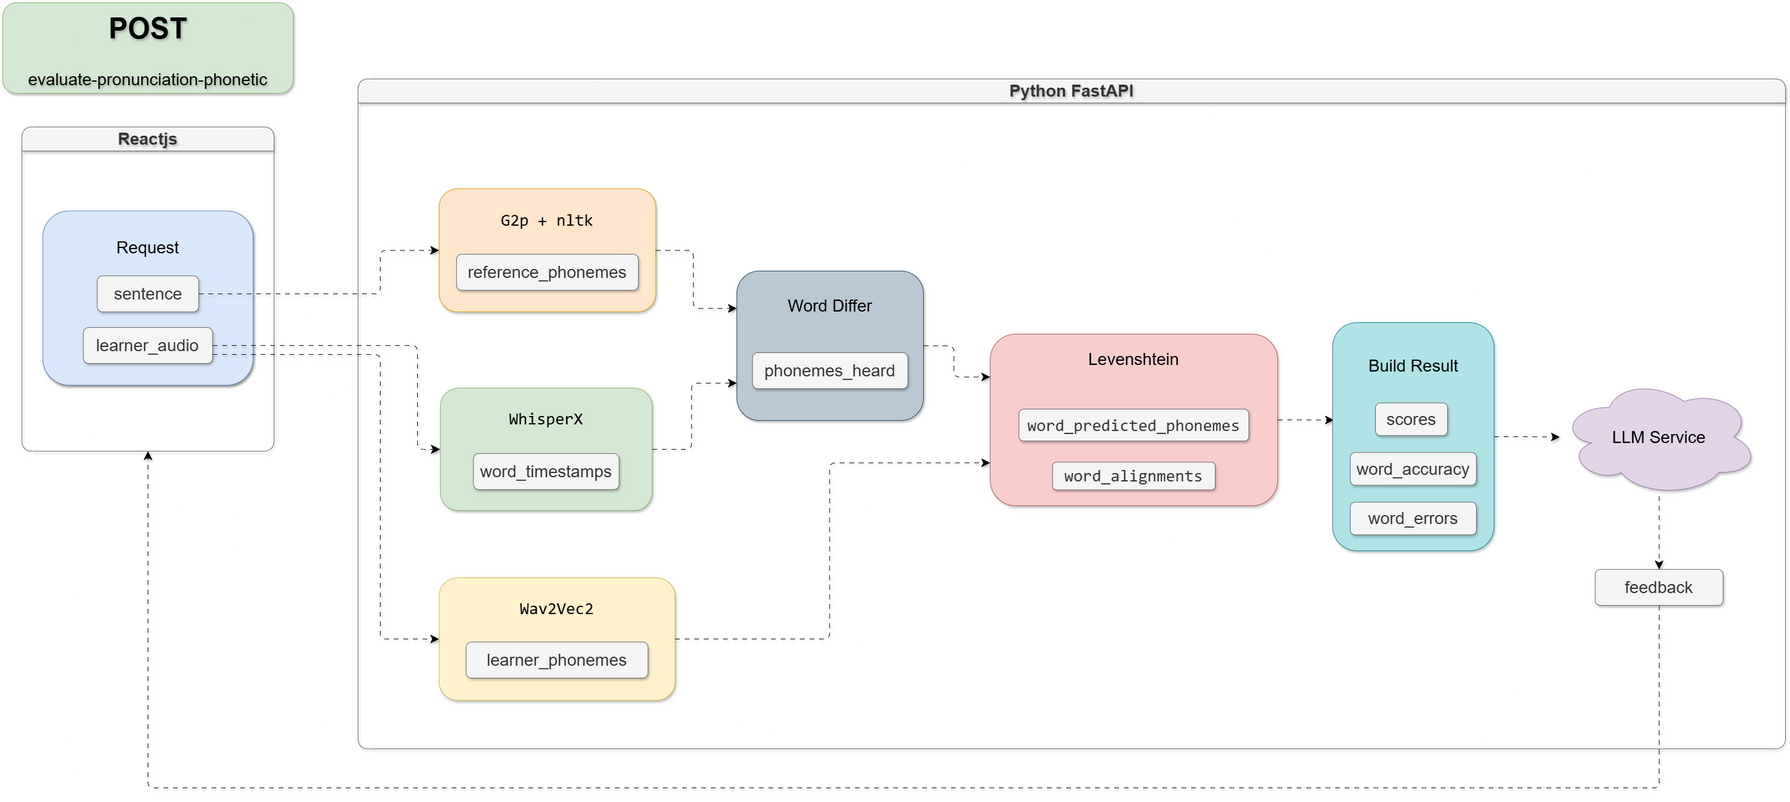 POST
evaluate-pronunciation-phonetic
Python FastAPI
Reactjs
Request
sentence
learner_audio
G2p + nltk
reference_phonemes
WhisperX
word_timestamps
Wav2Vec2
learner_phonemes
Word Differ
phonemes_heard
Levenshtein
word_predicted_phonemes
word_alignments
Build Result
scores
word_accuracy
word_errors
LLM Service
feedback